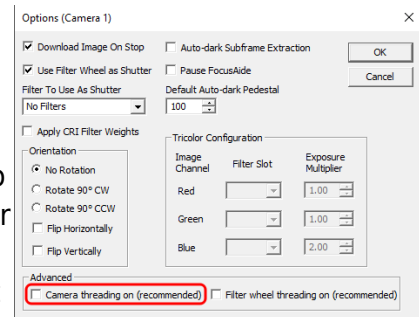 Options (Camera 1)
Download Image On Stop
Auto-dark Subframe Extraction
OK
Use Filter Wheel as Shutter
Pause FocusAide
Cancel
Filter To Use As Shutter
Default Auto-dark Pedestal
No Filters
100
Apply CRI Filter Weights
Tricolor Configuration
Orientation
Image Channel
Filter Slot
Exposure Multiplier
No Rotation
Red
1.00
Rotate 90° CW
Rotate 90° CCW
Green
1.00
Flip Horizontally
Flip Vertically
Blue
2.00
Advanced
Camera threading on (recommended)
Filter wheel threading on (recommended)